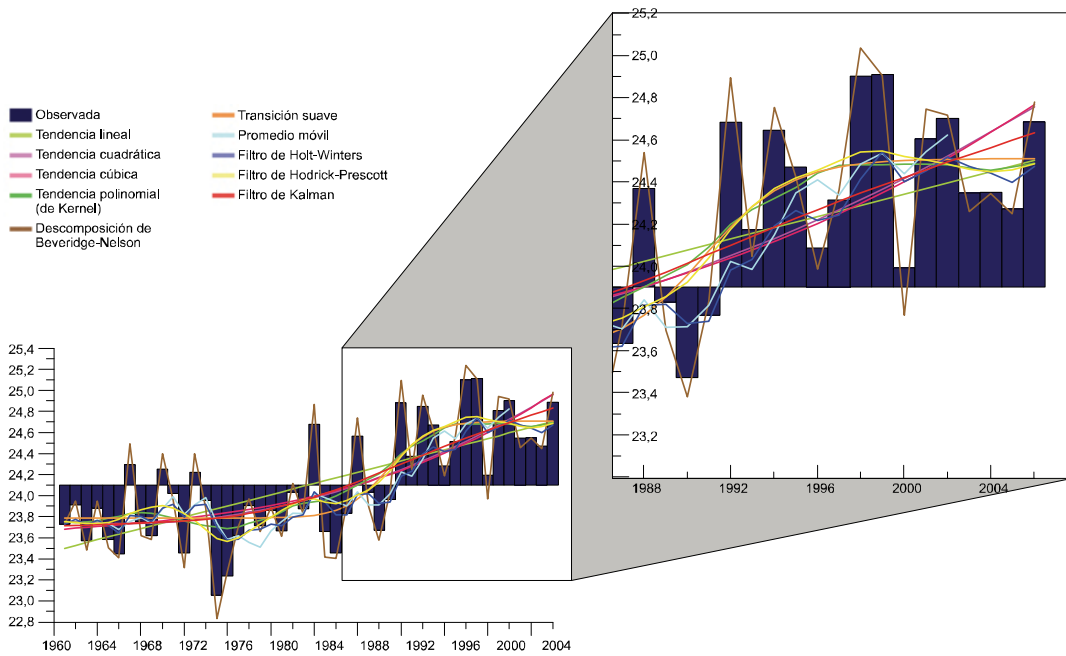 Observada
Tendencia lineal
Tendencia cuadrática
Tendencia cúbica
Tendencia polinomial
(de Kernel)
Descomposición de
Beveridge-Nelson
Transición suave
Promedio móvil
Filtro de Holt-Winters
Filtro de Hodrick-Prescott
Filtro de Kalman
25,2
25,0
24,8
24,6
24,4
24,2
24,0
23,8
23,6
23,4
23,2
1988 1992 1996 2000 2004
25,4
25,2
25,0
24,8
24,6
24,4
24,2
24,0
23,8
23,6
23,4
23,2
23,0
22,8
1960 1964 1968 1972 1976 1980 1984 1988 1992 1996 2000 2004